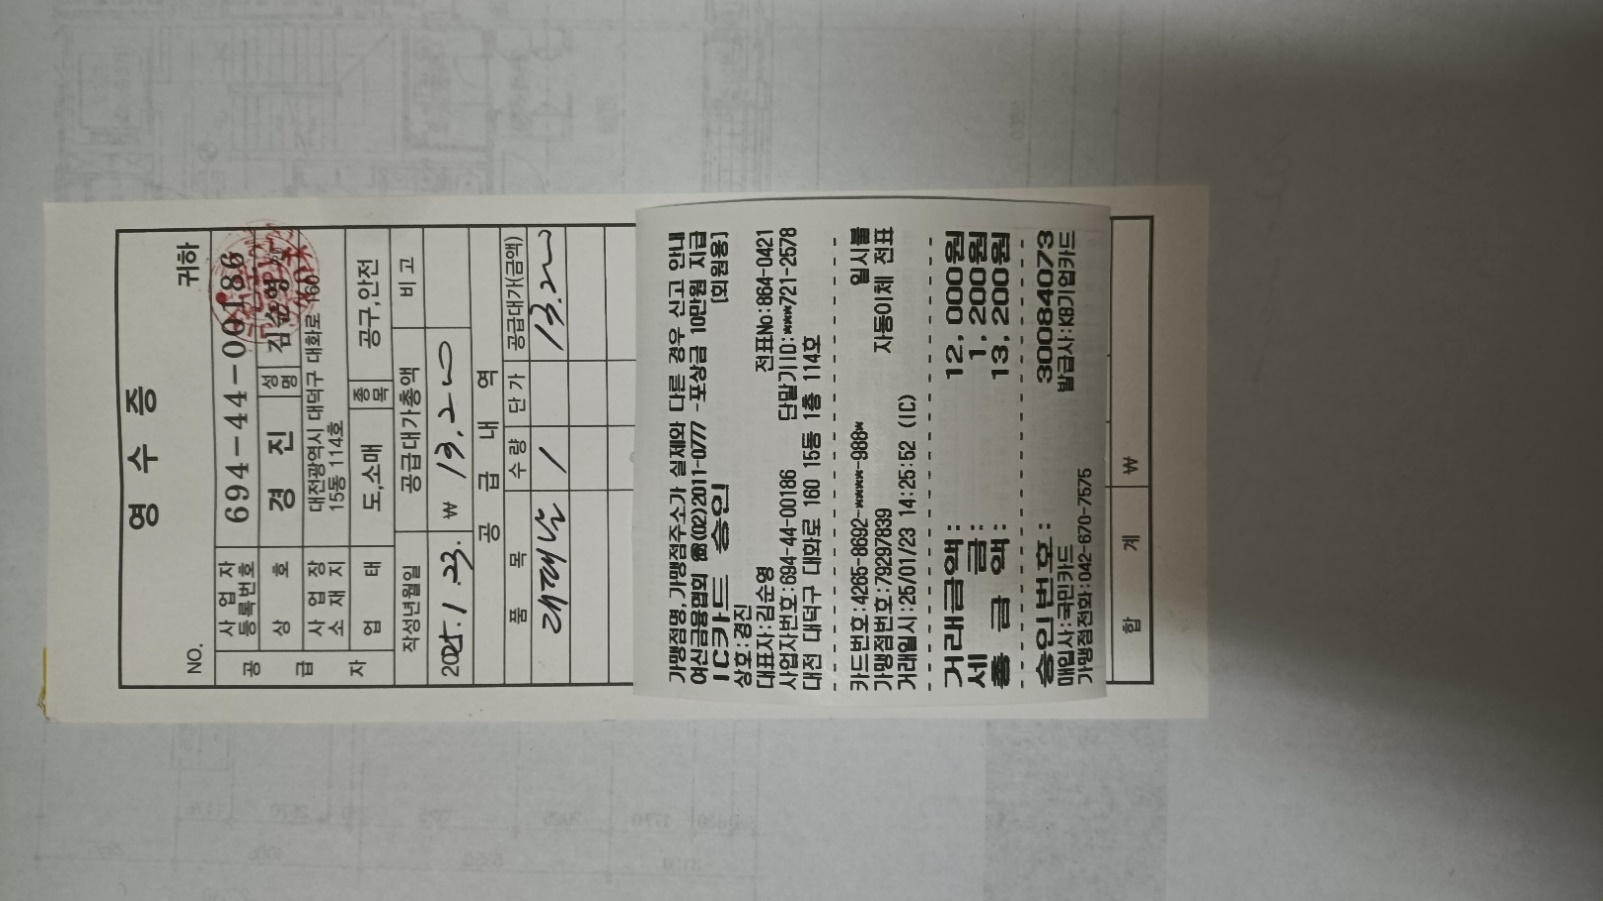 영 수 증
NO.
귀하
공 급 자
사 업 자 등록번호 694-44-00186
상 호 경 진 성명 김순영
사 업 장 소 재 지 대전광역시 대덕구 대화로 160
15동 114호
업 태 도,소매 종목 공구,안전
작성년월일 공급대가총액 비 고
2025. 1. 23. ₩ 13,200
공 급 내 역
품 목 수 량 단 가 공급대가(금액)
1 13,200
가맹점명, 가맹점주소가 실제와 다른 경우 신고 안내
여신금융협회 ☎(02)2011-0777 -포상금 10만원 지급
IC카드 승인 [회원용]
상호:경진
대표자:김순영 전표No:864-0421
사업자번호:694-44-00186 단말기ID:***721-2578
대전 대덕구 대화로 160 15동 1층 114호
카드번호:4265-8692-****-988* 일시불
가맹점번호:79297839 자동이체 전표
거래일시:25/01/23 14:25:52 (IC)
거래금액: 12,000원
세 금: 1,200원
총 금 액: 13,200원
승인번호: 30084073
매입사:국민카드 발급사:KB기업카드
가맹점전화:042-670-7575
합 계 ₩